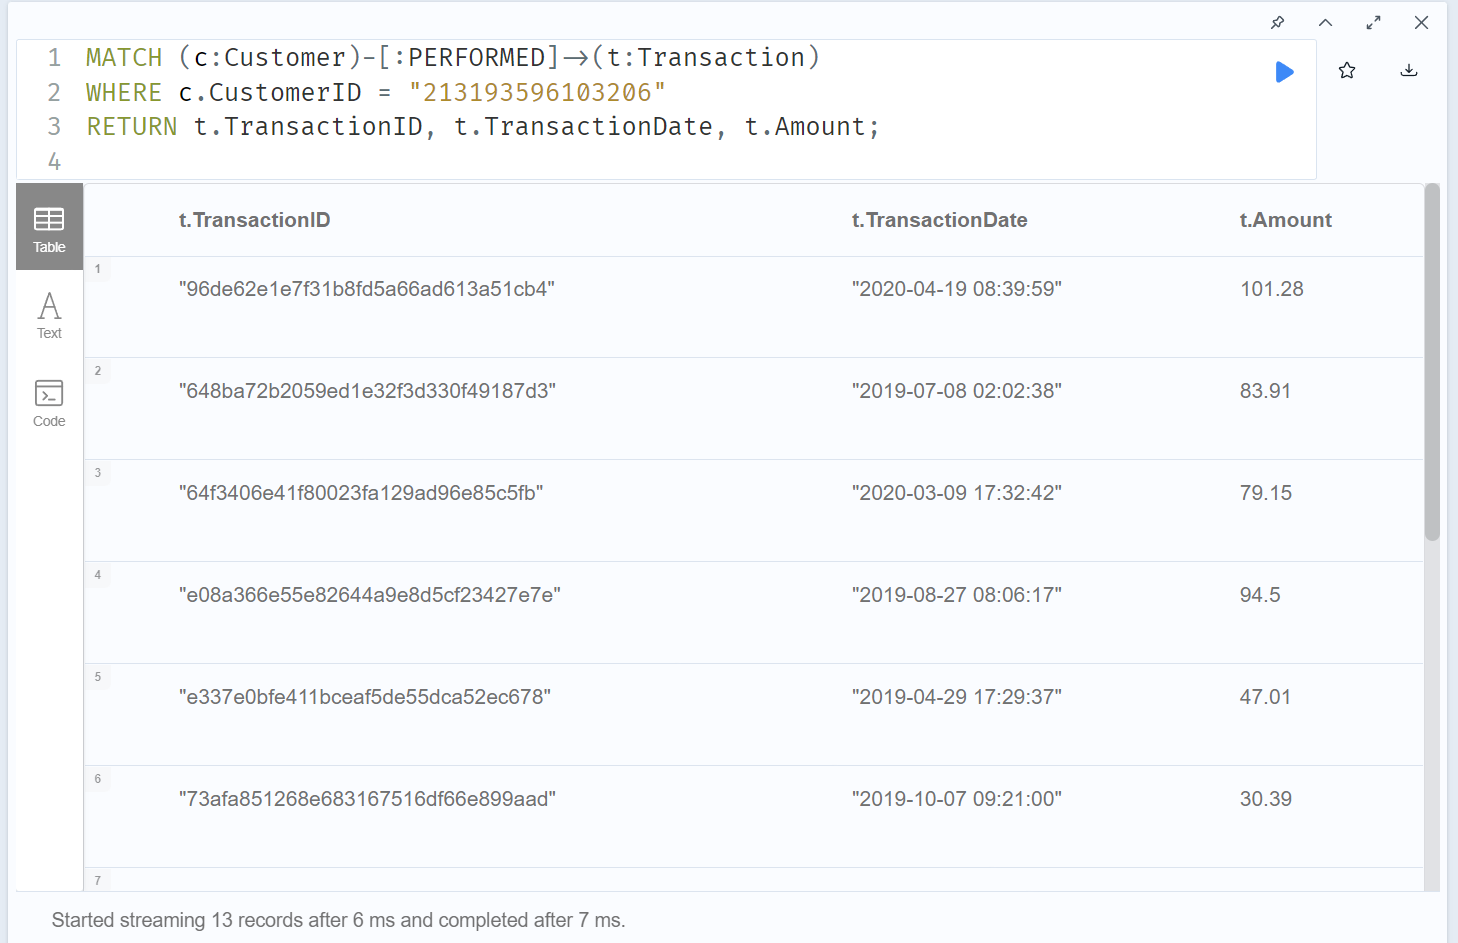 1 MATCH (c:Customer)-[:PERFORMED]->(t:Transaction)
2 WHERE c.CustomerID = "213193596103206"
3 RETURN t.TransactionID, t.TransactionDate, t.Amount;
4
Table
Text
Code
t.TransactionID t.TransactionDate t.Amount
1 "96de62e1e7f31b8fd5a66ad613a51cb4" "2020-04-19 08:39:59" 101.28
2 "648ba72b2059ed1e32f3d330f49187d3" "2019-07-08 02:02:38" 83.91
3 "64f3406e41f80023fa129ad96e85c5fb" "2020-03-09 17:32:42" 79.15
4 "e08a366e55e82644a9e8d5cf23427e7e" "2019-08-27 08:06:17" 94.5
5 "e337e0bfe411bceaf5de55dca52ec678" "2019-04-29 17:29:37" 47.01
6 "73afa851268e683167516df66e899aad" "2019-10-07 09:21:00" 30.39
7
Started streaming 13 records after 6 ms and completed after 7 ms.